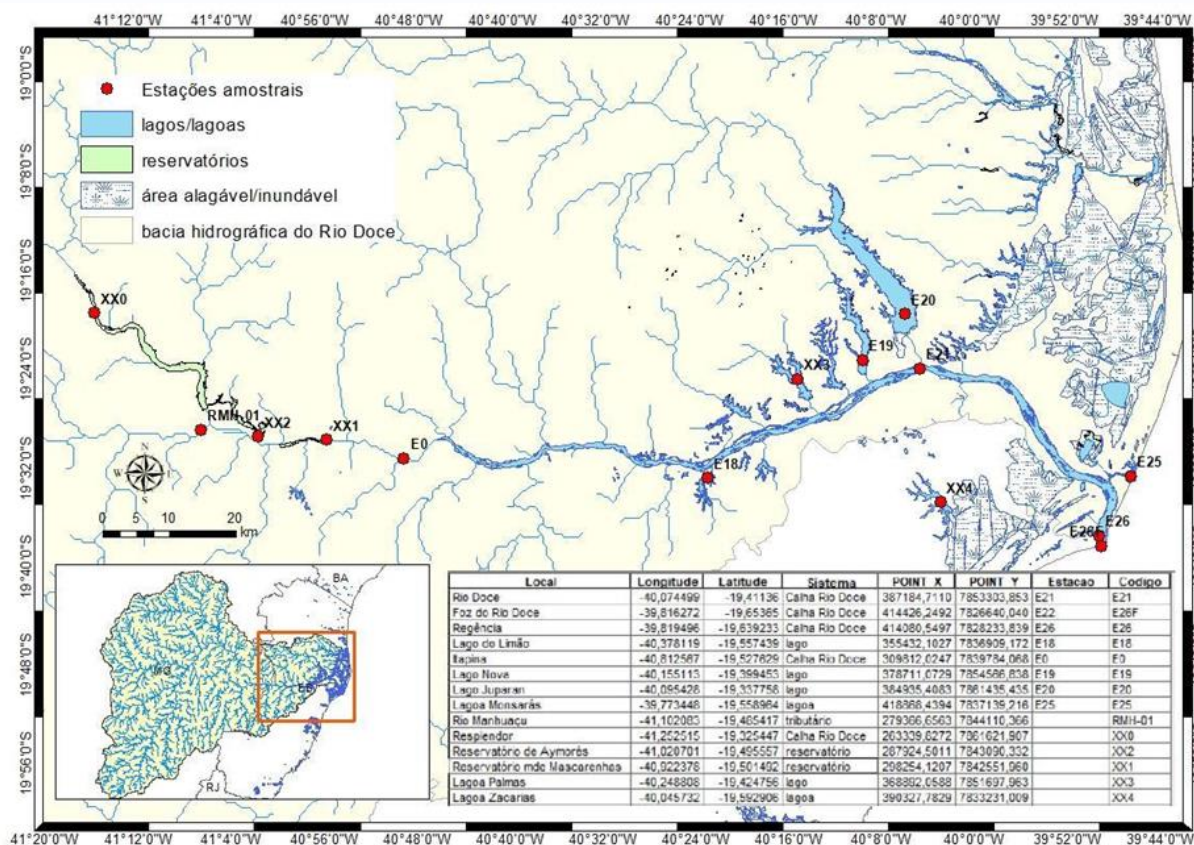 41°12'0"W 41°4'0"W 40°56'0"W 40°48'0"W 40°40'0"W 40°32'0"W 40°24'0"W 40°16'0"W 40°8'0"W 40°0'0"W 39°52'0"W 39°44'0"W
19°0'0"S
19°8'0"S
19°16'0"S
19°24'0"S
19°32'0"S
19°40'0"S
19°48'0"S
19°56'0"S
Estações amostrais
lagos/lagoas
reservatórios
área alagável/inundável
bacia hidrográfica do Rio Doce
XX0
E20
E19
E21
XX3
RMH-01
XX2
XX1
E0
E18
E25
XX4
E26
E26F
N
W E
S
0 5 10 20
km
BA
MG
ES
RJ
Local Longitude Latitude Sistema POINT_X POINT_Y Estacao Codigo
Rio Doce -40,074499 -19,41136 Calha Rio Doce 387184,7110 7853303,853 E21 E21
Foz do Rio Doce -39,816272 -19,65365 Calha Rio Doce 414426,2492 7826640,040 E22 E26F
Regência -39,819496 -19,639233 Calha Rio Doce 414080,5497 7828233,839 E26 E26
Lago do Limão -40,378119 -19,557439 lago 355432,1027 7836909,172 E18 E18
Itapina -40,812567 -19,527629 Calha Rio Doce 309812,0247 7839784,068 E0 E0
Lago Nova -40,155113 -19,399453 lago 378711,0729 7854566,838 E19 E19
Lago Juparan -40,095428 -19,337758 lago 384935,4083 7861435,435 E20 E20
Lagoa Monsarás -39,773448 -19,558964 lagoa 418868,4394 7837139,216 E25 E25
Rio Manhuaçu -41,102083 -19,485417 tributário 279366,6563 7844110,366 RMH-01
Resplendor -41,252515 -19,325447 Calha Rio Doce 263339,6272 7861621,907 XX0
Reservatório de Aymorés -41,020701 -19,495557 reservatório 287924,5011 7843090,332 XX2
Reservatório mde Mascarenhas -40,922378 -19,501492 reservatório 298254,1207 7842551,960 XX1
Lagoa Palmas -40,248808 -19,424756 lago 368892,0588 7851697,963 XX3
Lagoa Zacarias -40,045732 -19,592906 lagoa 390327,7829 7833231,009 XX4
41°20'0"W 41°12'0"W 41°4'0"W 40°56'0"W 40°48'0"W 40°40'0"W 40°32'0"W 40°24'0"W 40°16'0"W 40°8'0"W 40°0'0"W 39°52'0"W 39°44'0"W